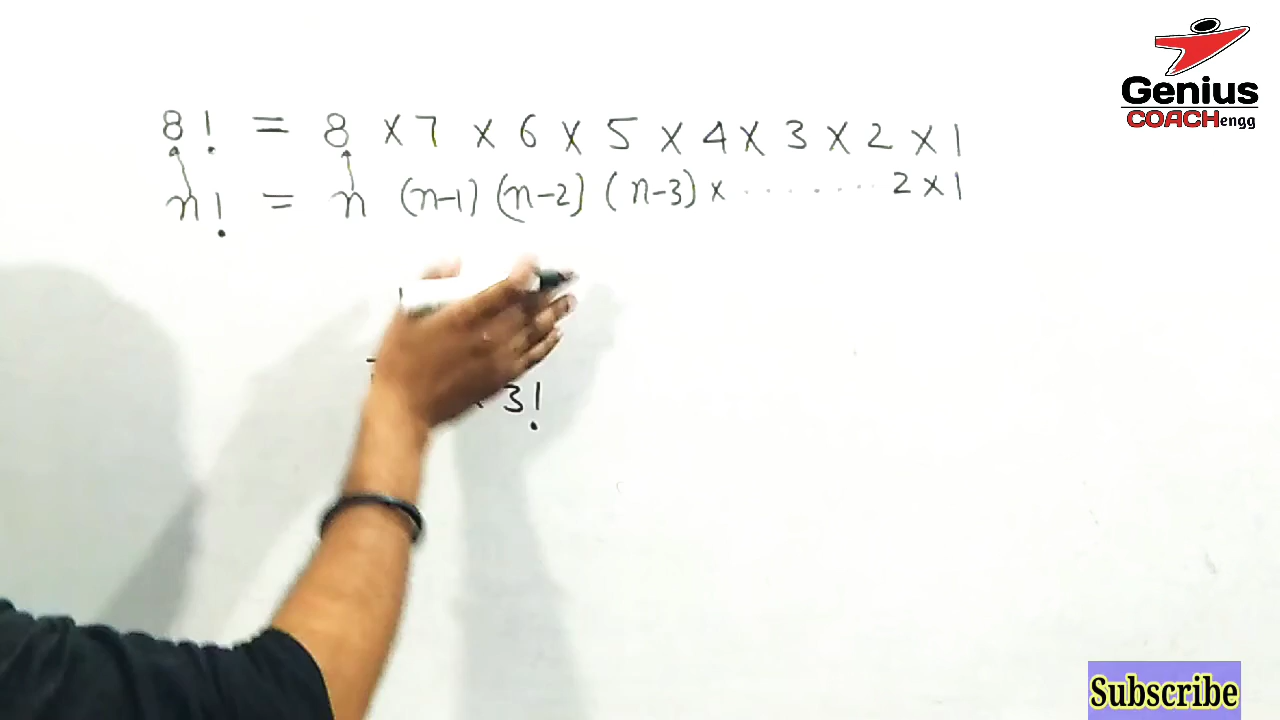 Genius
COACHengg
8! = 8 × 7 × 6 × 5 × 4 × 3 × 2 × 1
n! = n (n-1) (n-2) (n-3) × ........ 2 × 1
3!
Subscribe